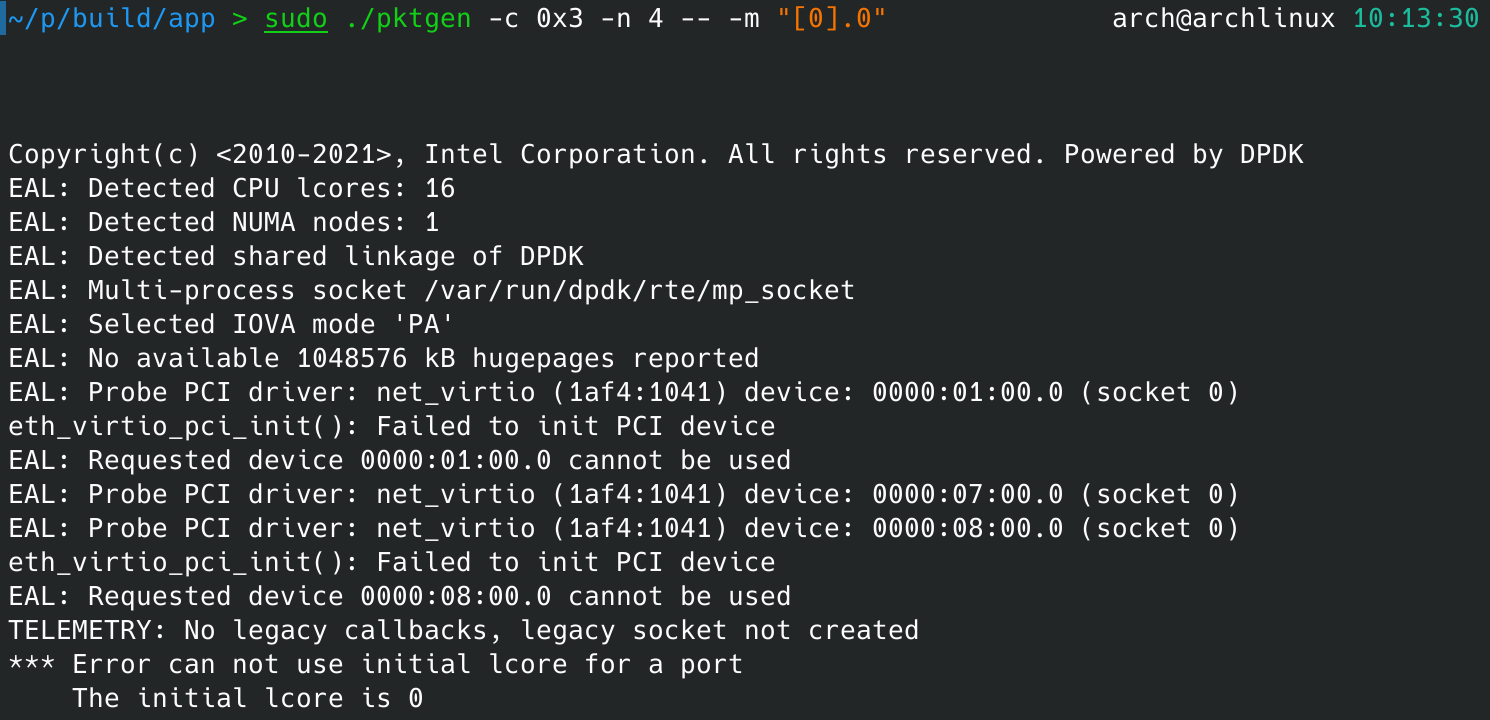 ~/p/build/app > sudo ./pktgen -c 0x3 -n 4 -- -m "[0].0" arch@archlinux 10:13:30
Copyright(c) <2010-2021>, Intel Corporation. All rights reserved. Powered by DPDK
EAL: Detected CPU lcores: 16
EAL: Detected NUMA nodes: 1
EAL: Detected shared linkage of DPDK
EAL: Multi-process socket /var/run/dpdk/rte/mp_socket
EAL: Selected IOVA mode 'PA'
EAL: No available 1048576 kB hugepages reported
EAL: Probe PCI driver: net_virtio (1af4:1041) device: 0000:01:00.0 (socket 0)
eth_virtio_pci_init(): Failed to init PCI device
EAL: Requested device 0000:01:00.0 cannot be used
EAL: Probe PCI driver: net_virtio (1af4:1041) device: 0000:07:00.0 (socket 0)
EAL: Probe PCI driver: net_virtio (1af4:1041) device: 0000:08:00.0 (socket 0)
eth_virtio_pci_init(): Failed to init PCI device
EAL: Requested device 0000:08:00.0 cannot be used
TELEMETRY: No legacy callbacks, legacy socket not created
*** Error can not use initial lcore for a port
    The initial lcore is 0